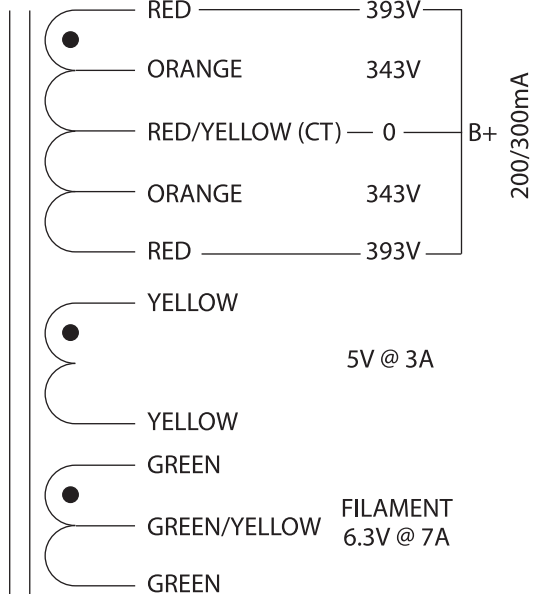 RED 393V
ORANGE 343V
RED/YELLOW (CT) 0 B+
ORANGE 343V
RED 393V
200/300mA
YELLOW
5V @ 3A
YELLOW
GREEN
GREEN/YELLOW
FILAMENT
6.3V @ 7A
GREEN